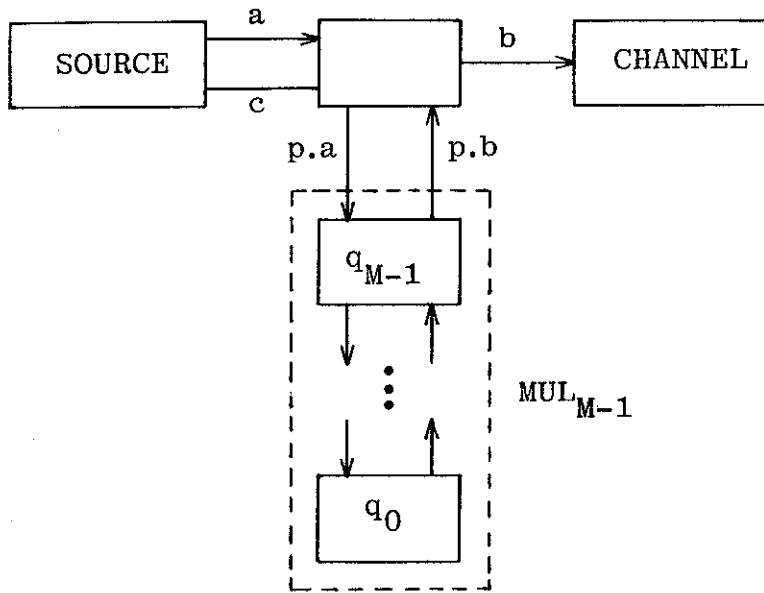 a
b
SOURCE
CHANNEL
c
p.a
p.b
q_{M-1}
MUL_{M-1}
q_0